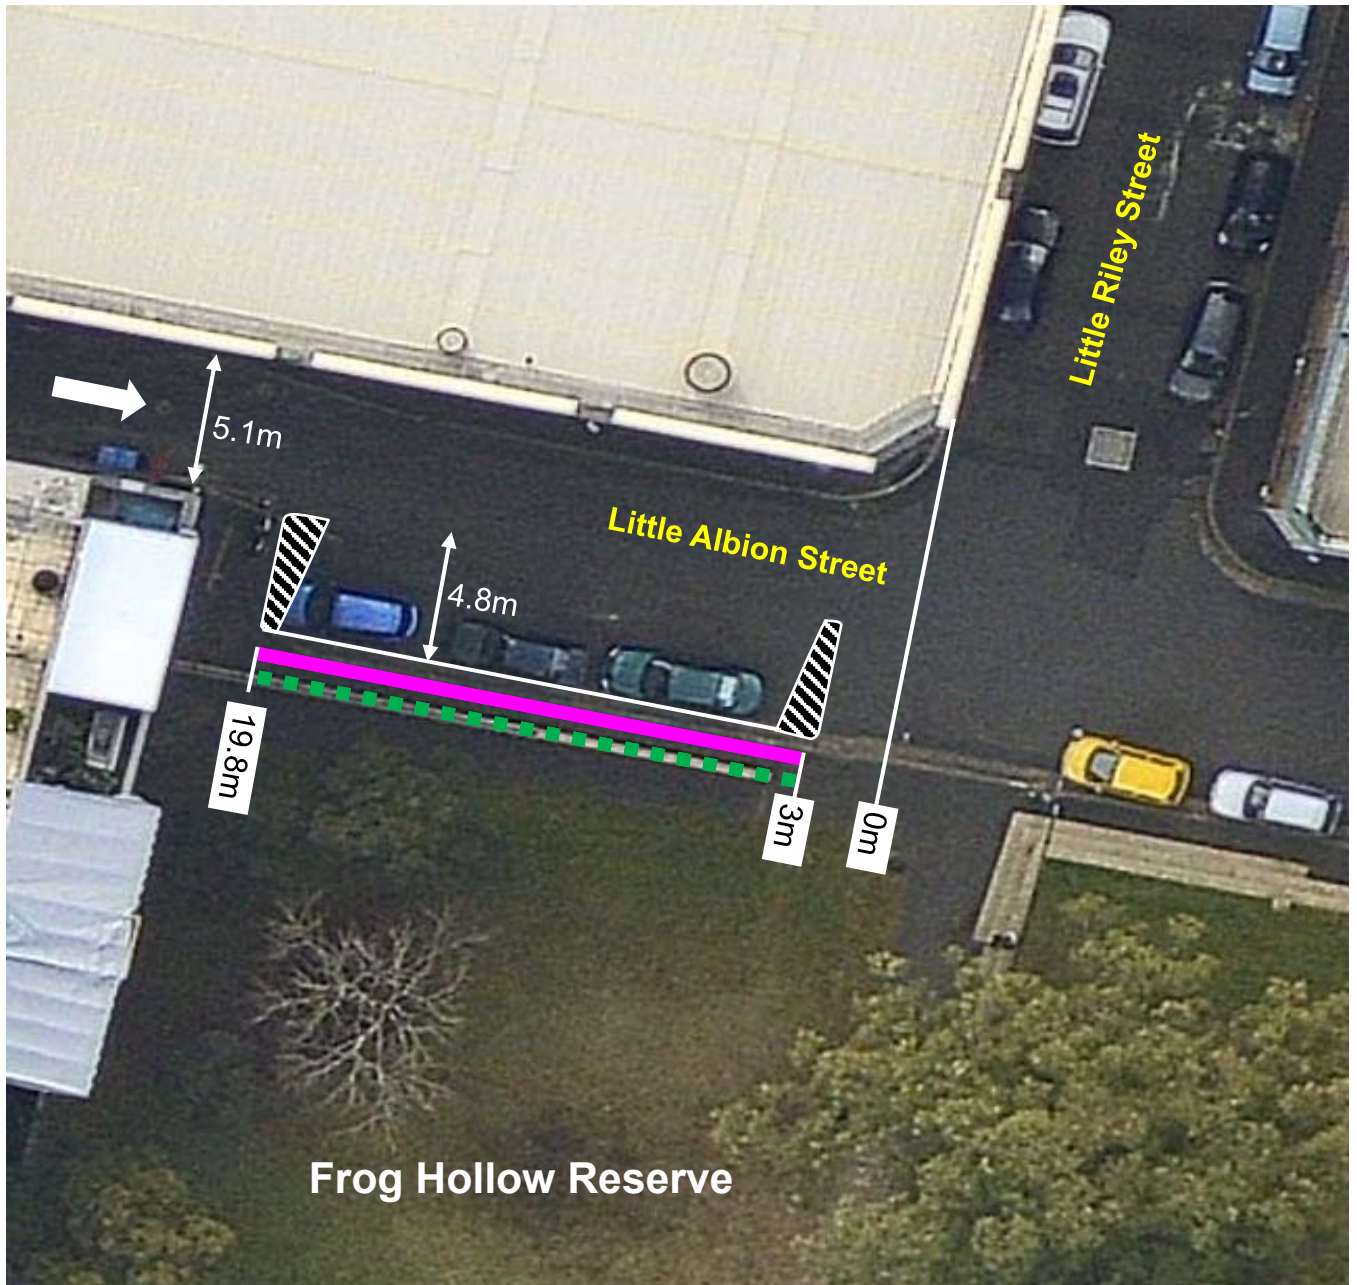 Little Riley Street
5.1m
Little Albion Street
4.8m
19.8m
3m
0m
Frog Hollow Reserve